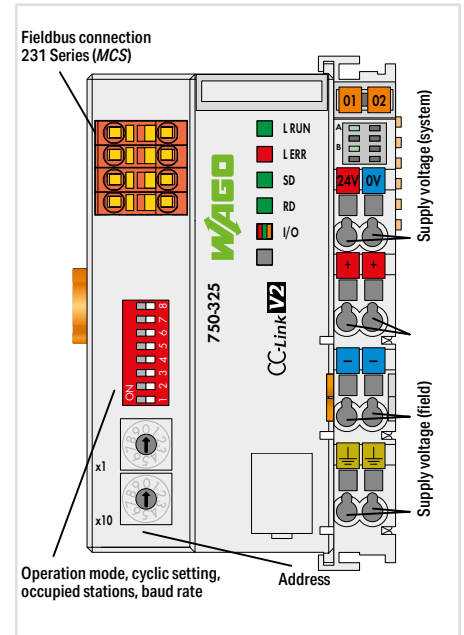 Fieldbus connection
231 Series (MCS)
01 02
A
B
24V 0V
+ +
— —
L RUN
L ERR
SD
RD
I/O
WAGO
750-325
CC-Link V2
ON
1 2 3 4 5 6 7 8
x1
x10
Supply voltage (system)
Supply voltage (field)
Operation mode, cyclic setting,
occupied stations, baud rate
Address